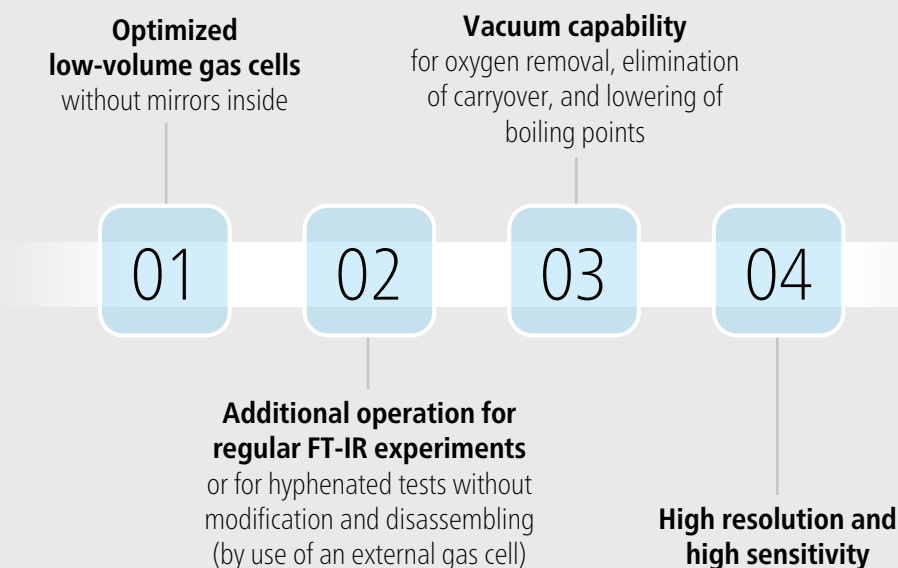 Optimized
low-volume gas cells
without mirrors inside
Vacuum capability
for oxygen removal, elimination
of carryover, and lowering of
boiling points
01
02
03
04
Additional operation for
regular FT-IR experiments
or for hyphenated tests without
modification and disassembling
(by use of an external gas cell)
High resolution and
high sensitivity